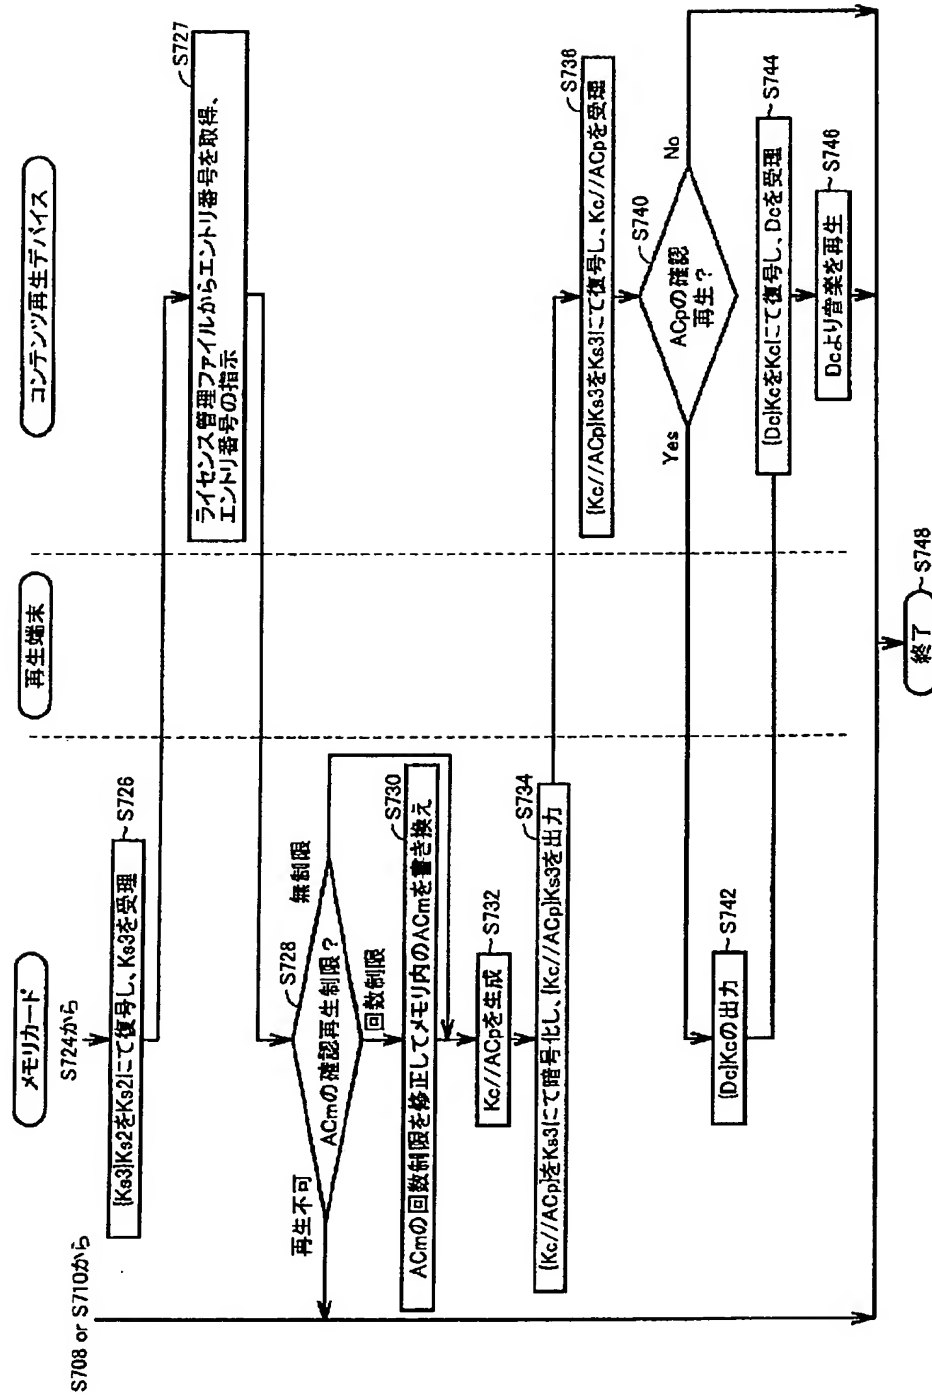 メモリカード
再生端末
コンテンツ再生デバイス
S708 or S710から
S724から
{Ks3}Ks2をKs2にて復号し、Ks3を受理
S726
S727
ライセンス管理ファイルからエントリ番号を取得、
エントリ番号の指示
S728
ACmの確認再生制限?
再生不可
無制限
回数制限
S730
ACmの回数制限を修正してメモリ内のACmを書き換え
Kc//ACpを生成
S732
S734
{Kc//ACp}をKs3にて暗号化し、{Kc//ACp}Ks3を出力
S736
{Kc//ACp}Ks3をKs3にて復号し、Kc//ACpを受理
S740
ACpの確認
再生?
Yes
No
{Dc}Kcの出力
S742
{Dc}KcをKcにて復号し、Dcを受理
S744
Dcより音楽を再生
S746
終了
S748